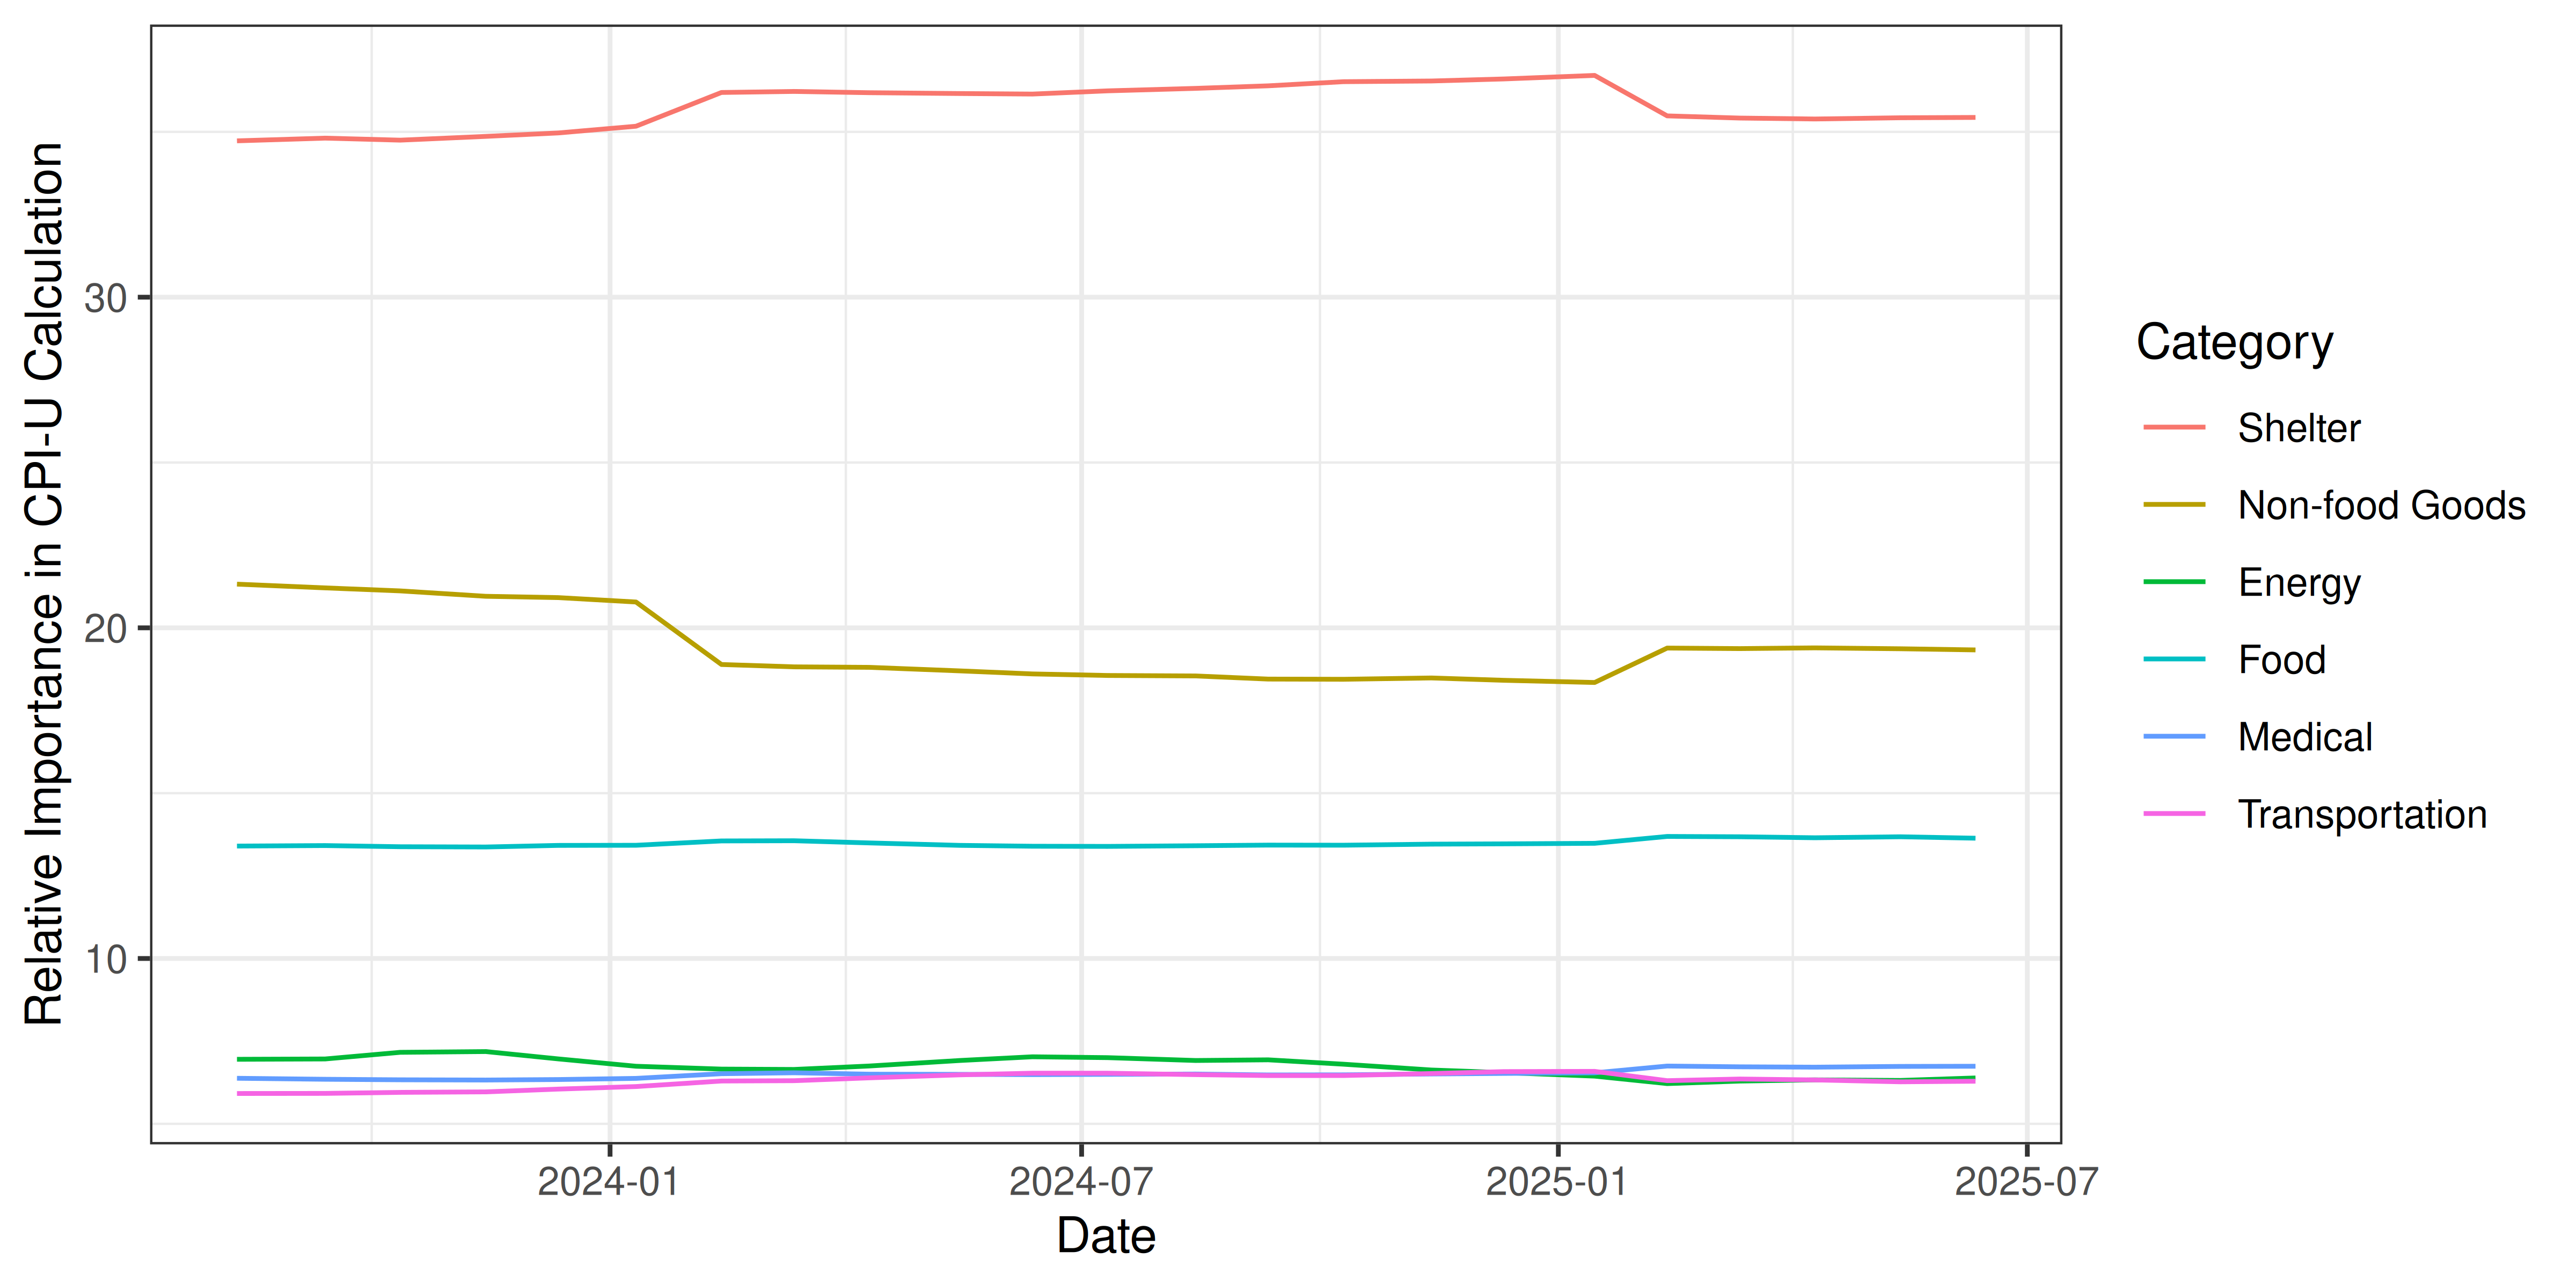 Relative Importance in CPI-U Calculation
30
20
10
2024-01
2024-07
2025-01
2025-07
Date
Category
Shelter
Non-food Goods
Energy
Food
Medical
Transportation